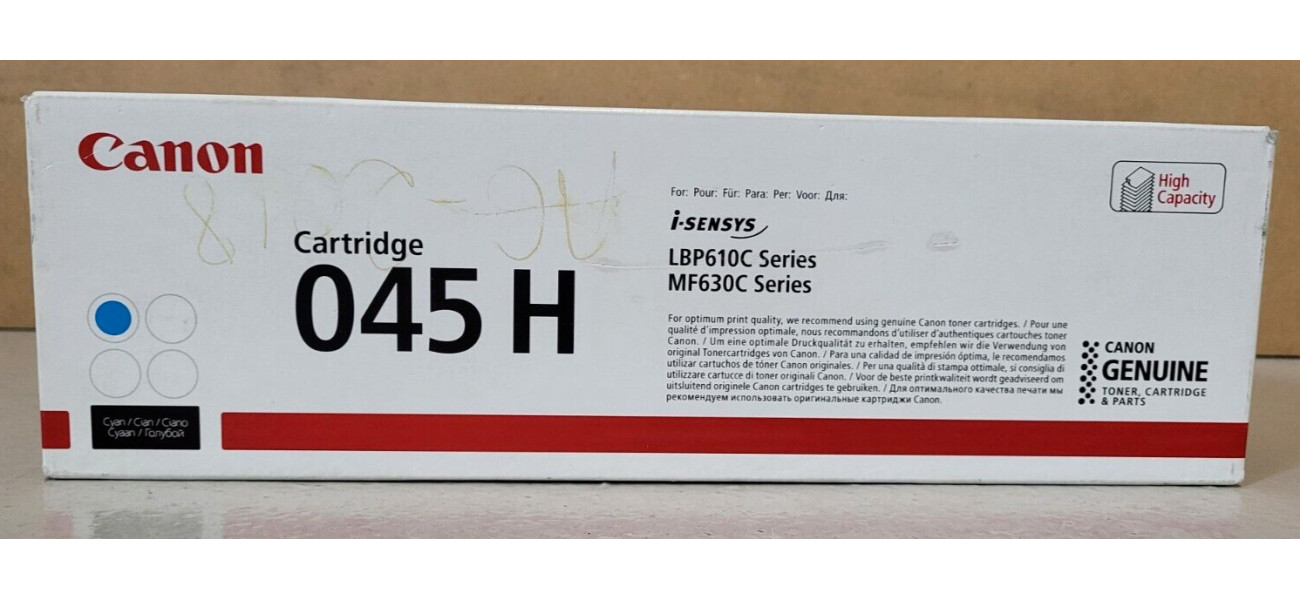 Canon
Cartridge
045 H
Cyan / Cian / Ciano
Cyaan / Голубой
For: Pour: Für: Para: Per: Voor: Для:
i-SENSYS
LBP610C Series
MF630C Series
For optimum print quality, we recommend using genuine Canon toner cartridges. / Pour une
qualité d'impression optimale, nous recommandons d'utiliser d'authentiques cartouches toner
Canon. / Um eine optimale Druckqualität zu erhalten, empfehlen wir die Verwendung von
original Tonercartridges von Canon. / Para una calidad de impresión óptima, le recomendamos
utilizar cartuchos de tóner Canon originales. / Per una qualità di stampa ottimale, si consiglia di
utilizzare cartucce di toner originali Canon. / Voor de beste printkwaliteit wordt geadviseerd om
uitsluitend originele Canon cartridges te gebruiken. / Для оптимального качества печати мы
рекомендуем использовать оригинальные картриджи Canon.
High
Capacity
CANON
GENUINE
TONER, CARTRIDGE
& PARTS